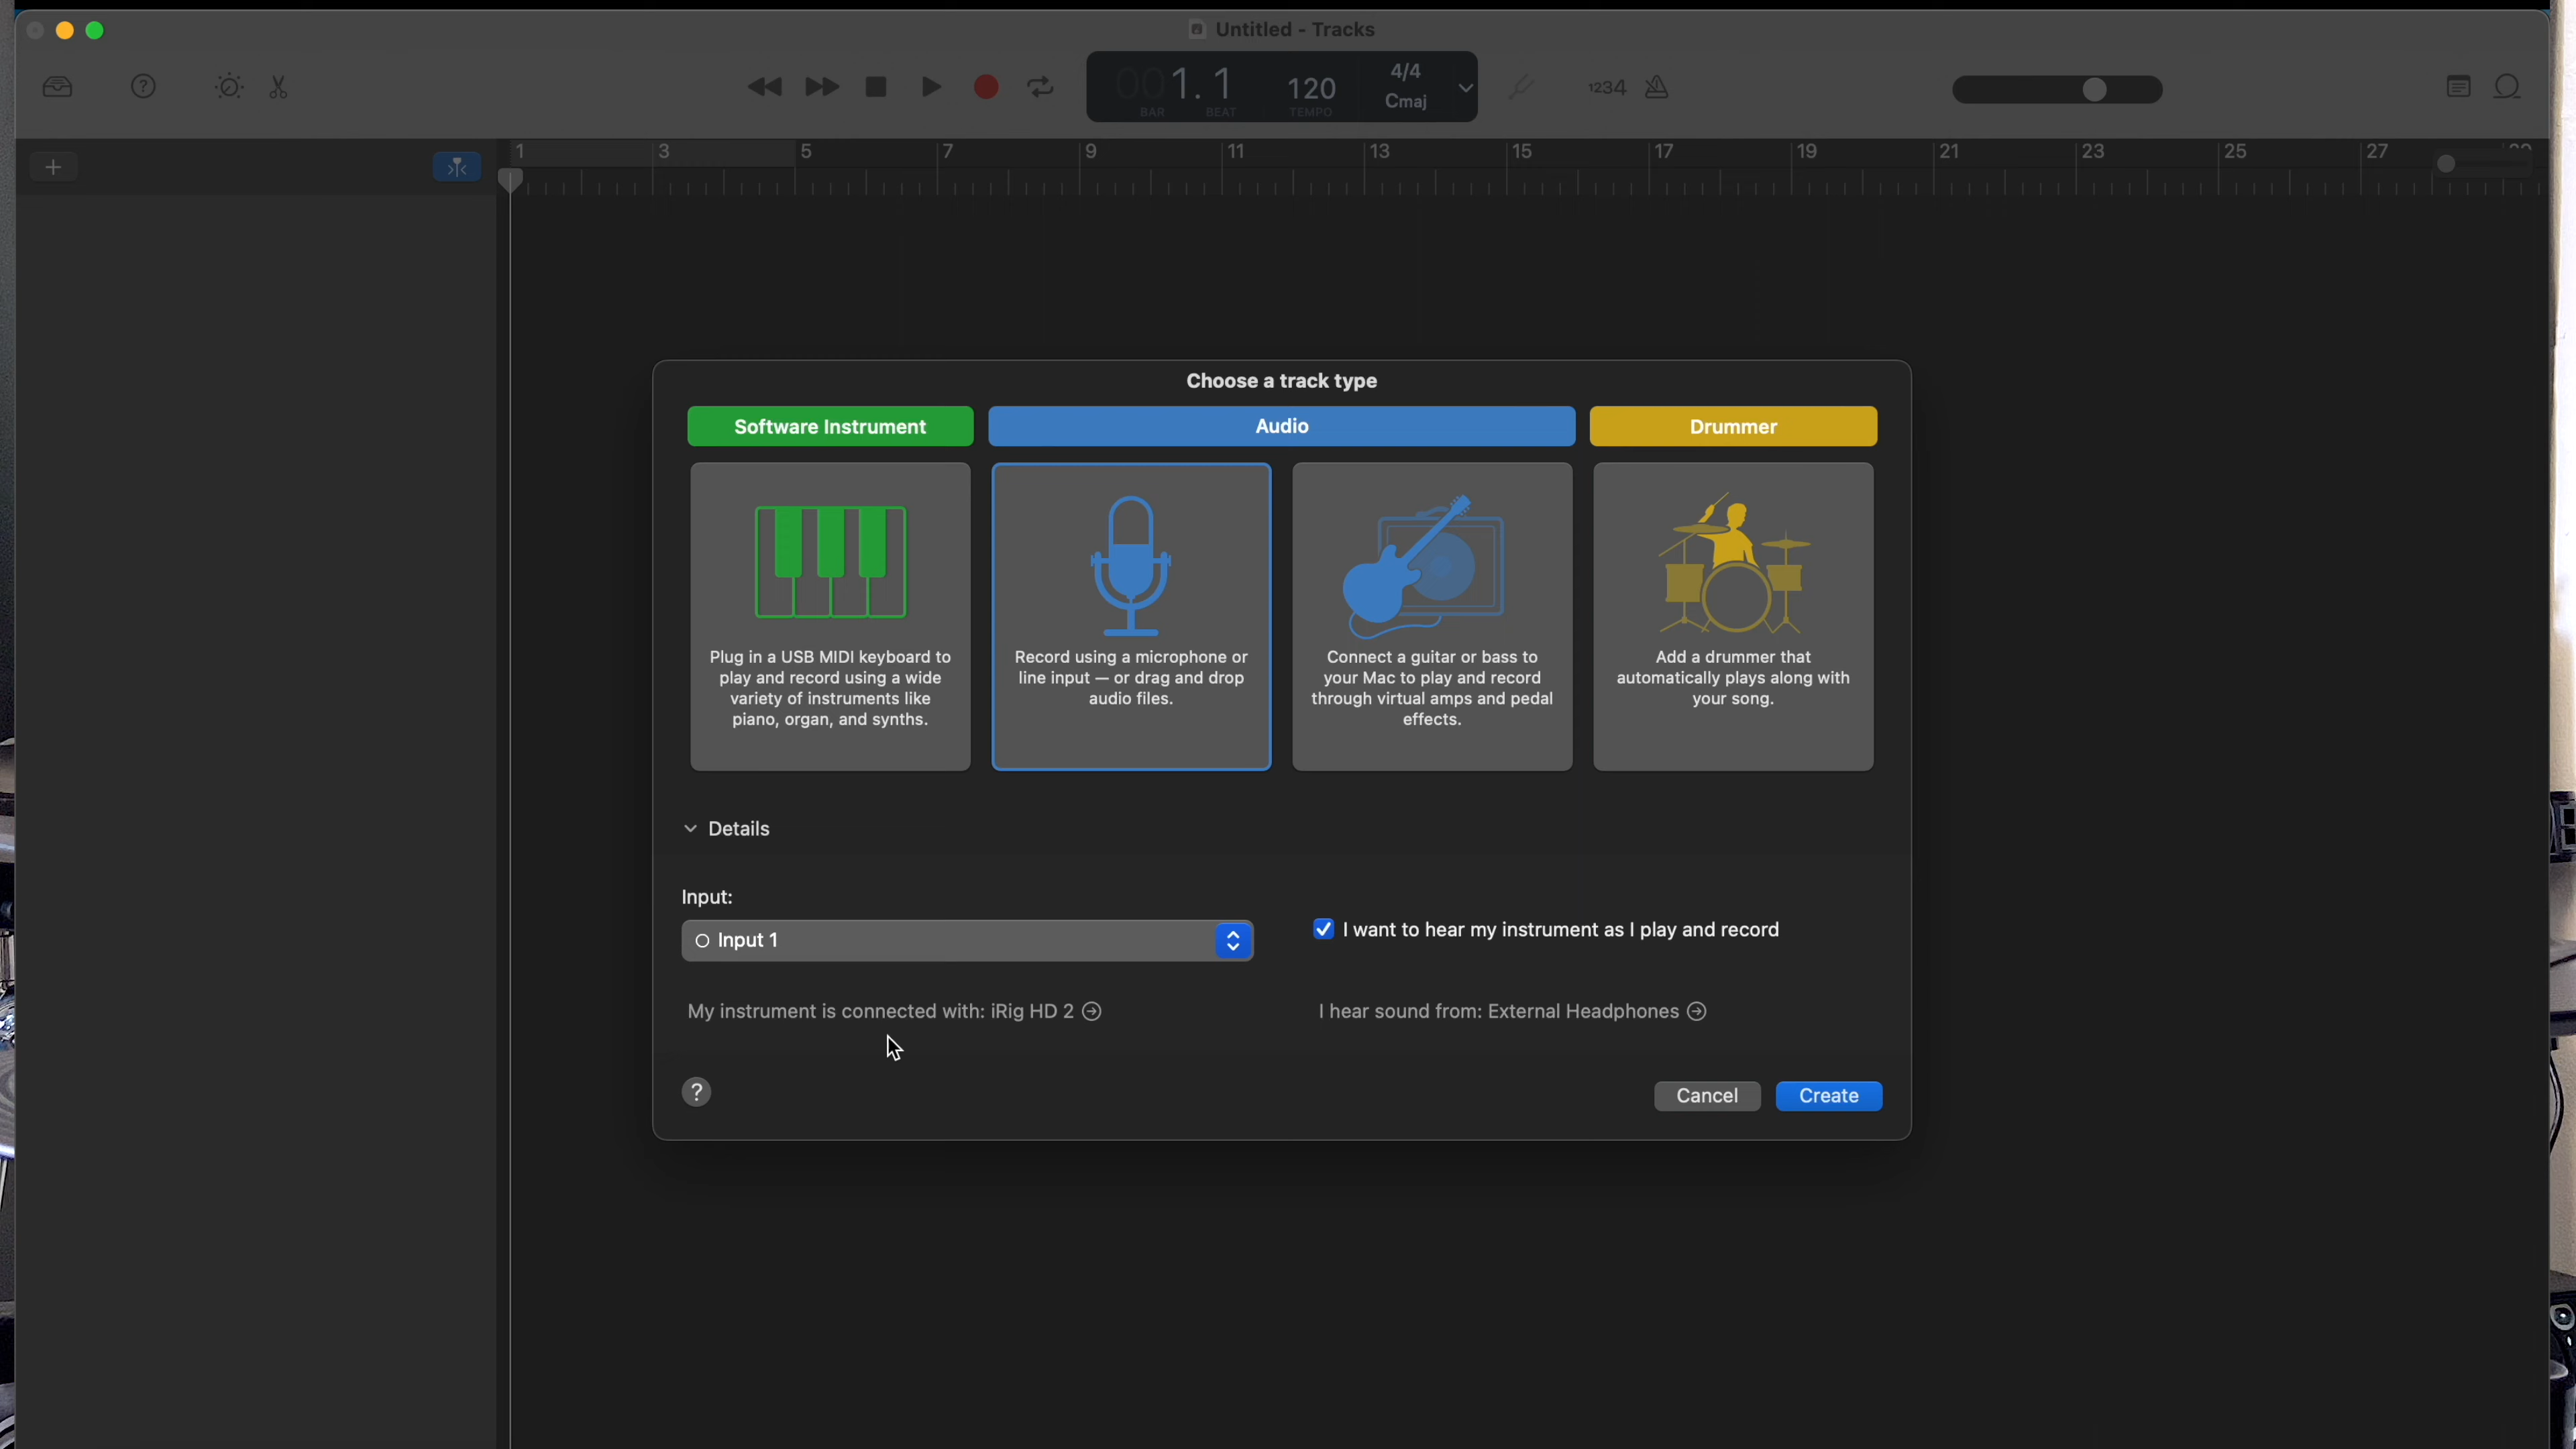 Untitled - Tracks
001. 1
BAR
BEAT
120
TEMPO
4/4
Cmaj
1234
1 3 5 7 9 11 13 15 17 19 21 23 25 27
Choose a track type
Software Instrument
Audio
Drummer
Plug in a USB MIDI keyboard to
play and record using a wide
variety of instruments like
piano, organ, and synths.
Record using a microphone or
line input — or drag and drop
audio files.
Connect a guitar or bass to
your Mac to play and record
through virtual amps and pedal
effects.
Add a drummer that
automatically plays along with
your song.
Details
Input:
Input 1
I want to hear my instrument as I play and record
My instrument is connected with: iRig HD 2
I hear sound from: External Headphones
?
Cancel
Create